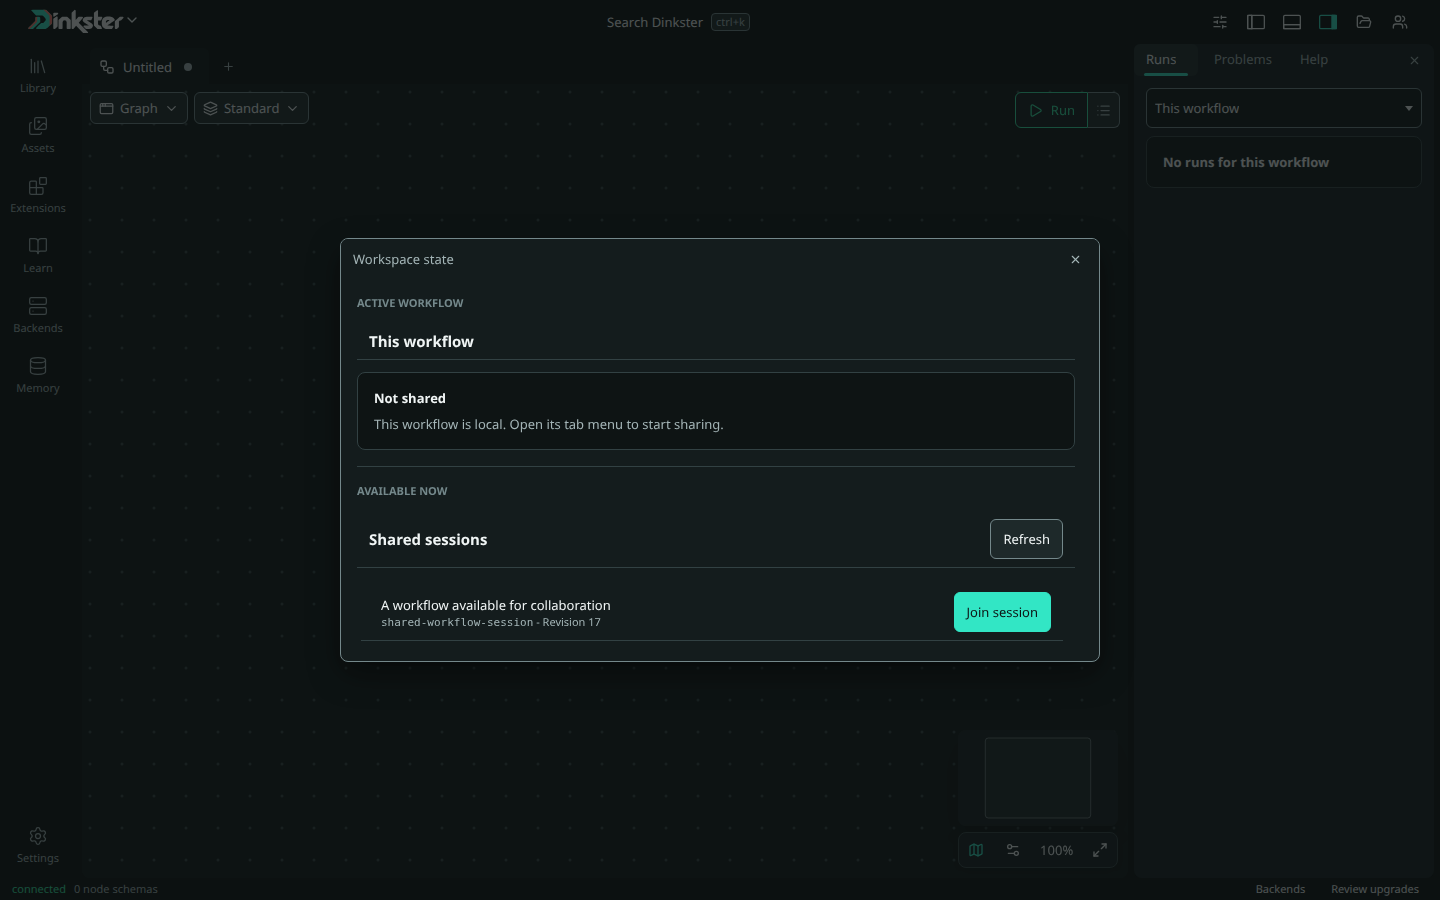 Dinkster
Search Dinkster ctrl+k
Library
Assets
Extensions
Learn
Backends
Memory
Settings
Untitled
Graph
Standard
Run
Runs
Problems
Help
This workflow
No runs for this workflow
Workspace state
ACTIVE WORKFLOW
This workflow
Not shared
This workflow is local. Open its tab menu to start sharing.
AVAILABLE NOW
Shared sessions
Refresh
A workflow available for collaboration
shared-workflow-session - Revision 17
Join session
100%
connected 0 node schemas
Backends
Review upgrades